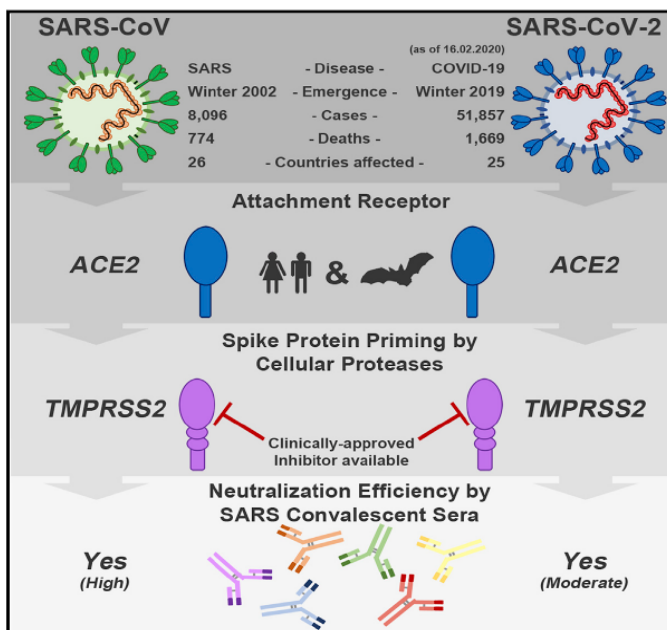 SARS-CoV
SARS-CoV-2
(as of 16.02.2020)
SARS - Disease - COVID-19
Winter 2002 - Emergence - Winter 2019
8,096 - Cases - 51,857
774 - Deaths - 1,669
26 - Countries affected - 25
Attachment Receptor
ACE2 & ACE2
Spike Protein Priming by
Cellular Proteases
TMPRSS2 TMPRSS2
Clinically-approved
Inhibitor available
Neutralization Efficiency by
SARS Convalescent Sera
Yes
(High)
Yes
(Moderate)